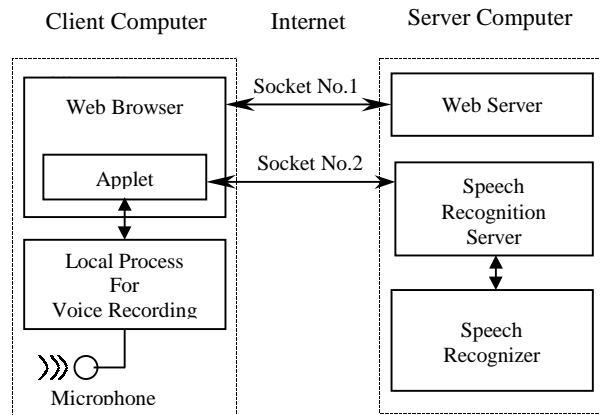 Client Computer
Internet
Server Computer
Web Browser
Socket No.1
Web Server
Applet
Socket No.2
Speech
Recognition
Server
Local Process
For
Voice Recording
Speech
Recognizer
Microphone